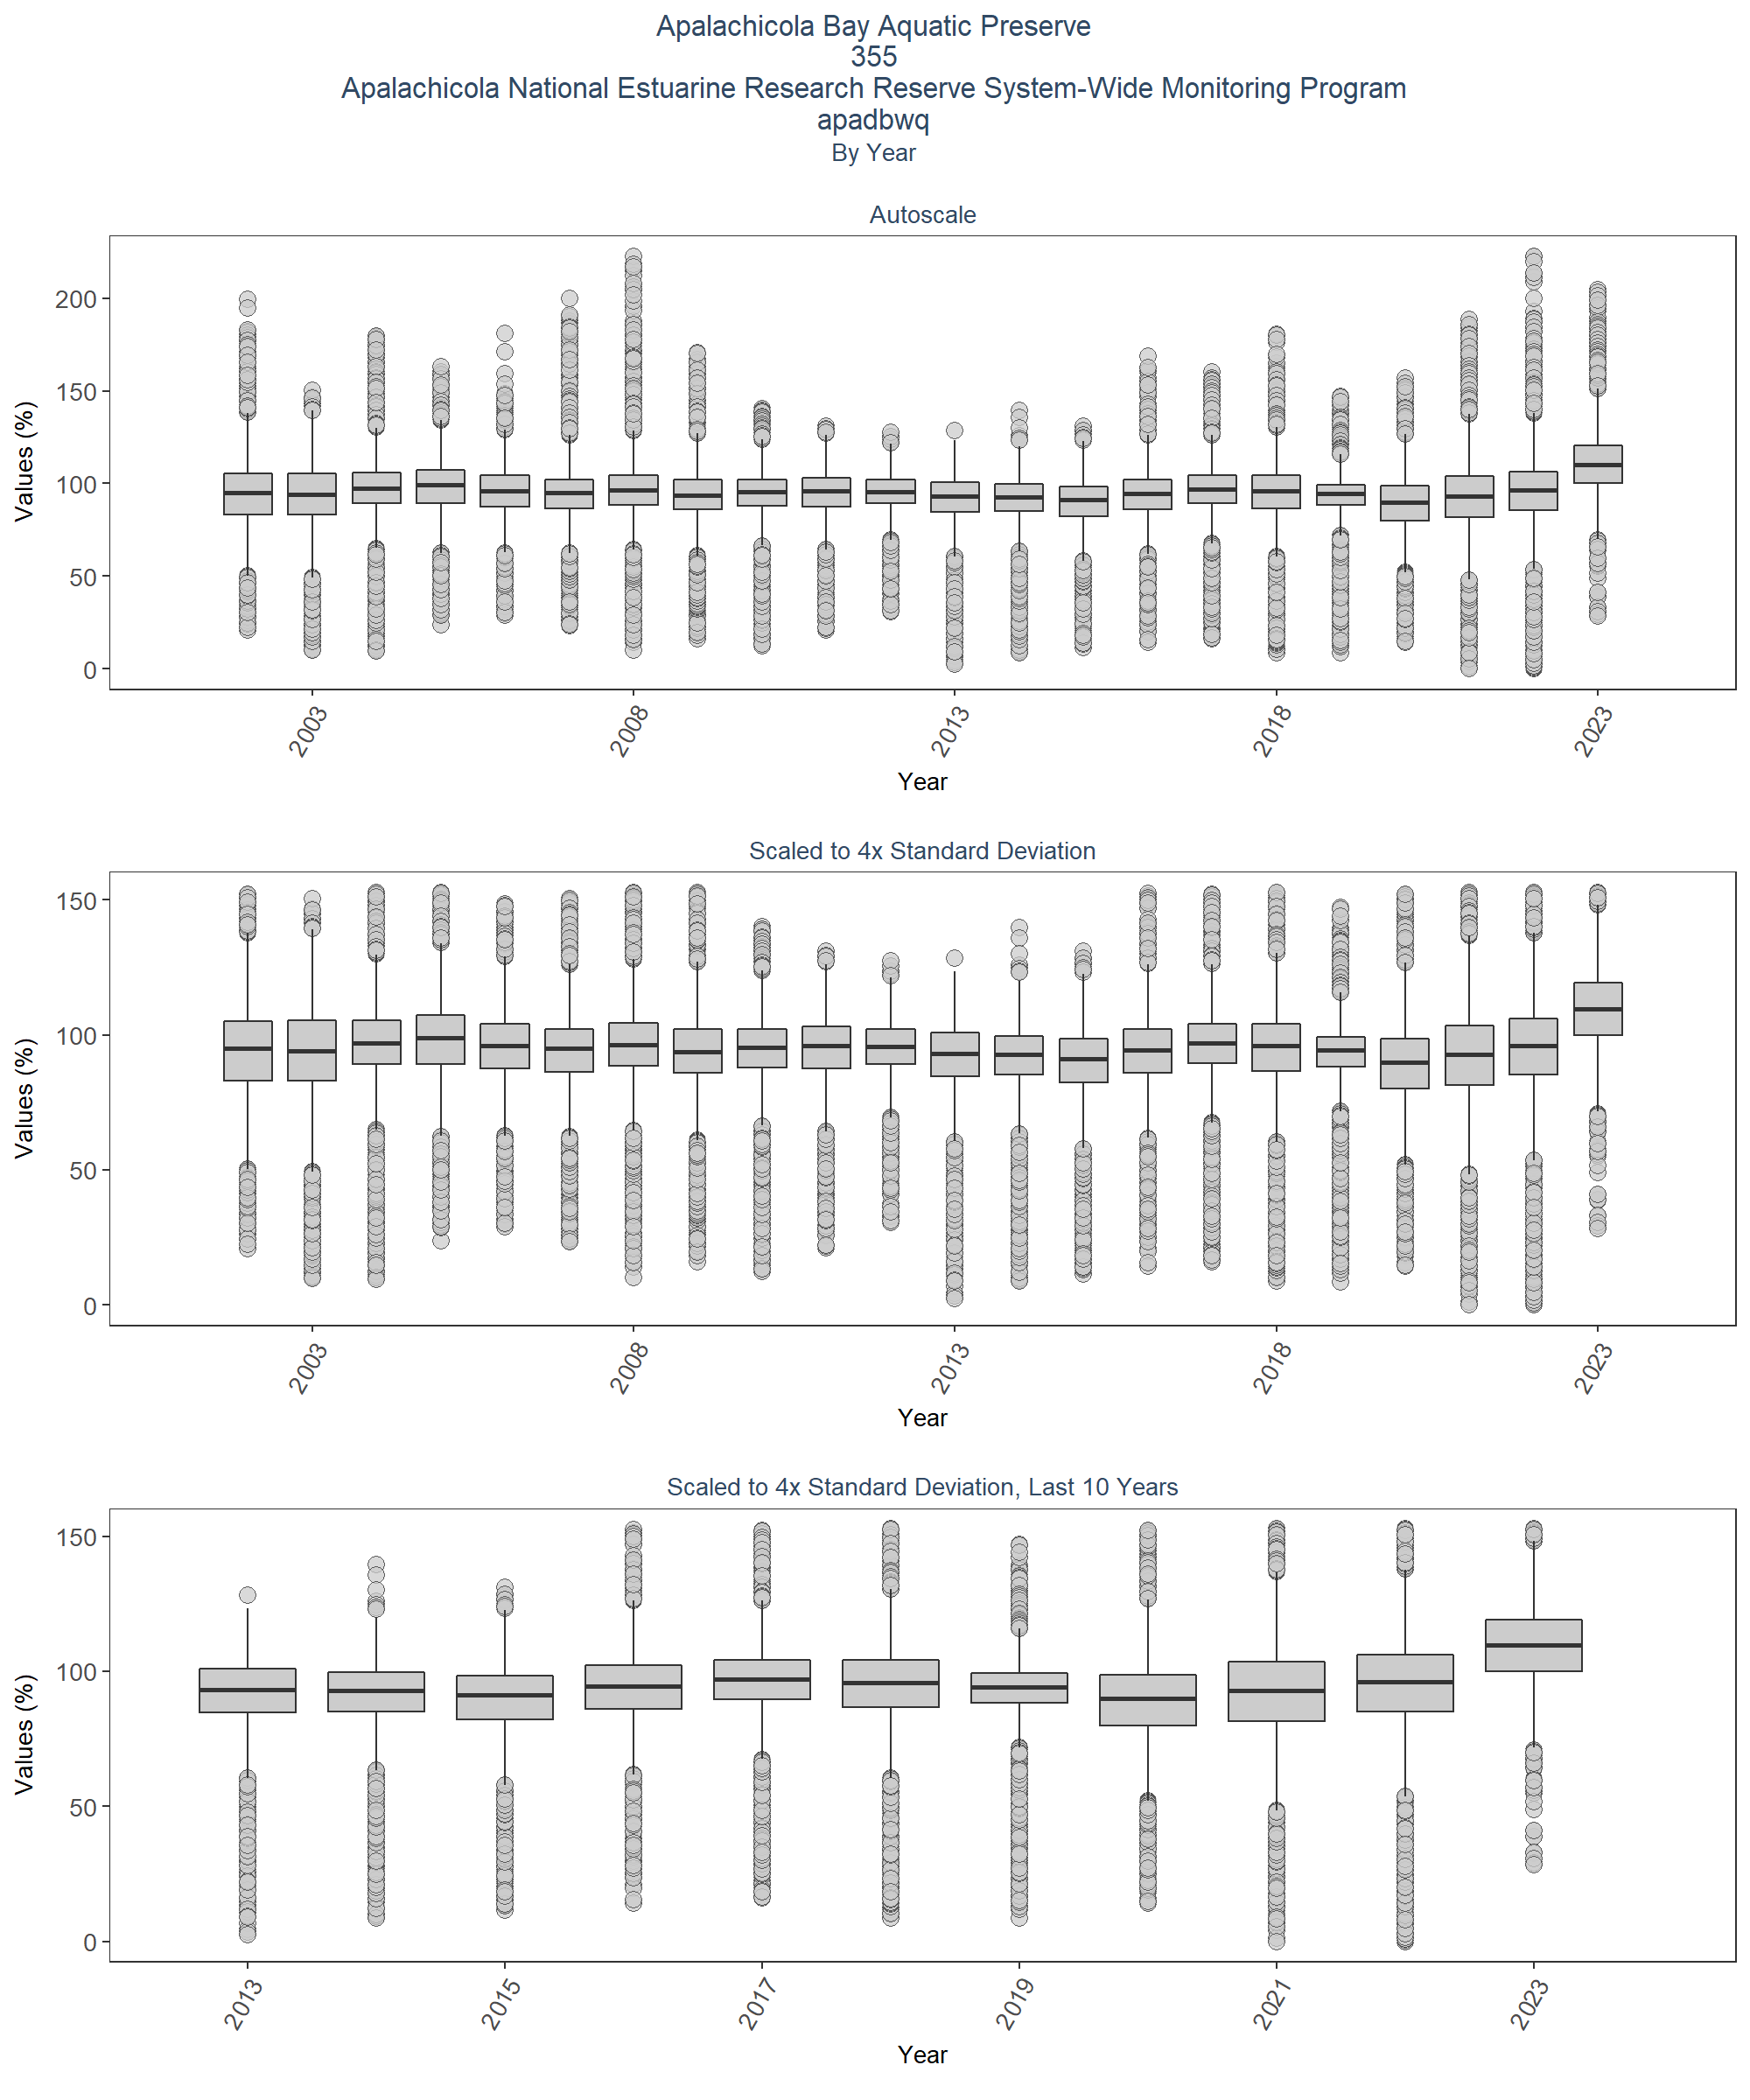 Apalachicola Bay Aquatic Preserve
355
Apalachicola National Estuarine Research Reserve System-Wide Monitoring Program
apadbwq
By Year
Autoscale
Values (%)
200
150
100
50
0
2003
2008
2013
2018
2023
Year
Scaled to 4x Standard Deviation
Values (%)
150
100
50
0
2003
2008
2013
2018
2023
Year
Scaled to 4x Standard Deviation, Last 10 Years
Values (%)
150
100
50
0
2013
2015
2017
2019
2021
2023
Year